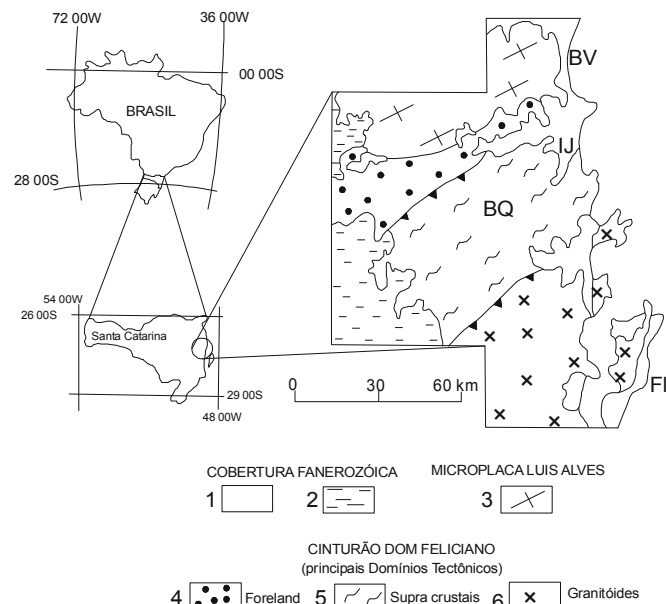 72 00W
36 00W
00 00S
BRASIL
28 00S
54 00W
26 00S
Santa Catarina
29 00S
48 00W
BV
IJ
BQ
0 30 60 km
COBERTURA FANEROZÓICA
MICROPLACA LUIS ALVES
1
2
3
CINTURÃO DOM FELICIANO
(principais Domínios Tectônicos)
4 Foreland
5 Supra crustais
6 Granitóides